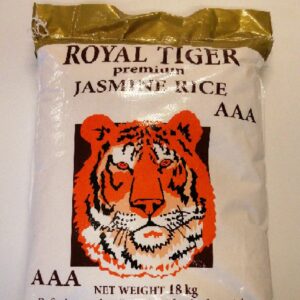 ROYAL TIGER
premium
JASMINE RICE
AAA
AAA
NET WEIGHT 18 kg